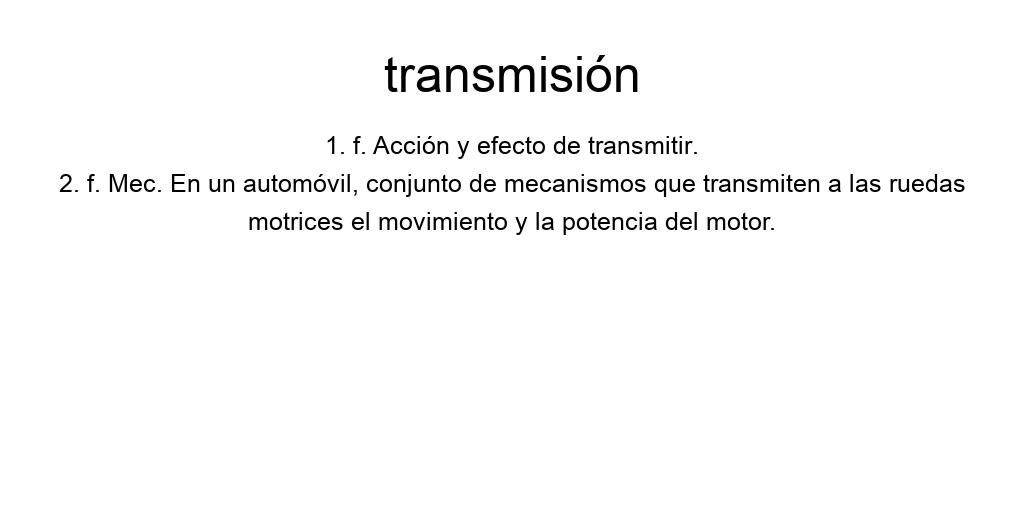 transmisión
1. f. Acción y efecto de transmitir.
2. f. Mec. En un automóvil, conjunto de mecanismos que transmiten a las ruedas
motrices el movimiento y la potencia del motor.